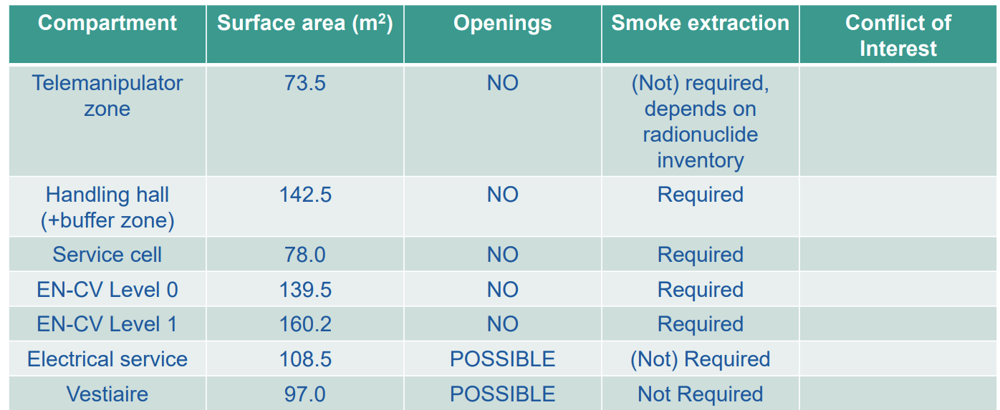 Compartment Surface area (m²) Openings Smoke extraction Conflict of
Interest
Telemanipulator 73.5 NO (Not) required,
zone depends on
radionuclide
inventory
Handling hall 142.5 NO Required
(+buffer zone)
Service cell 78.0 NO Required
EN-CV Level 0 139.5 NO Required
EN-CV Level 1 160.2 NO Required
Electrical service 108.5 POSSIBLE (Not) Required
Vestiaire 97.0 POSSIBLE Not Required